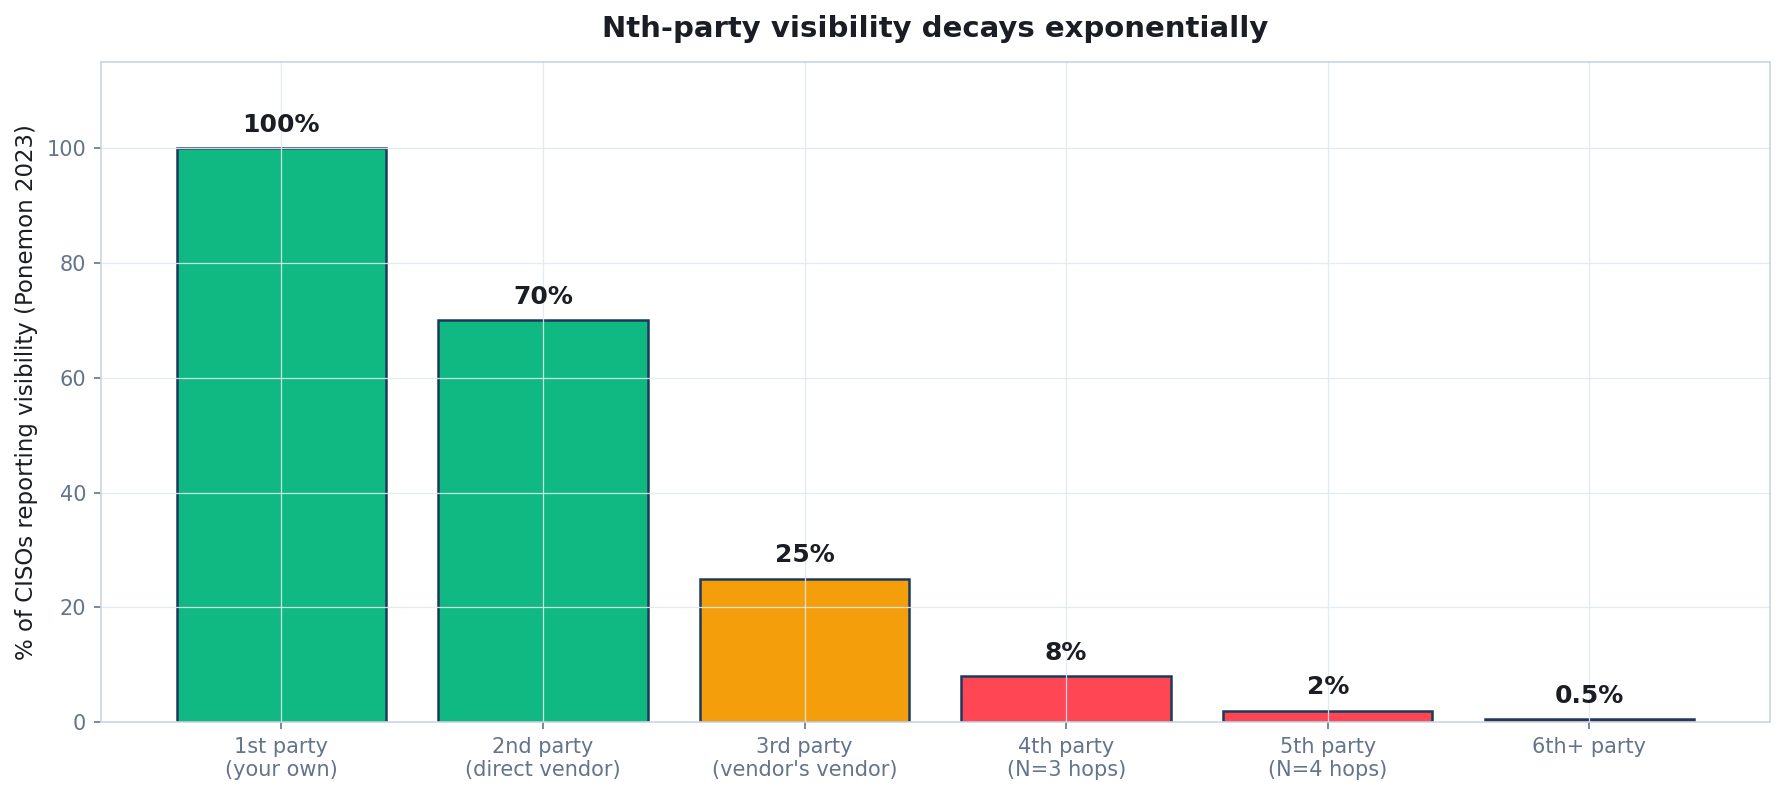 Nth-party visibility decays exponentially
% of CISOs reporting visibility (Ponemon 2023)
100
80
60
40
20
0
100%
70%
25%
8%
2%
0.5%
1st party
(your own)
2nd party
(direct vendor)
3rd party
(vendor's vendor)
4th party
(N=3 hops)
5th party
(N=4 hops)
6th+ party